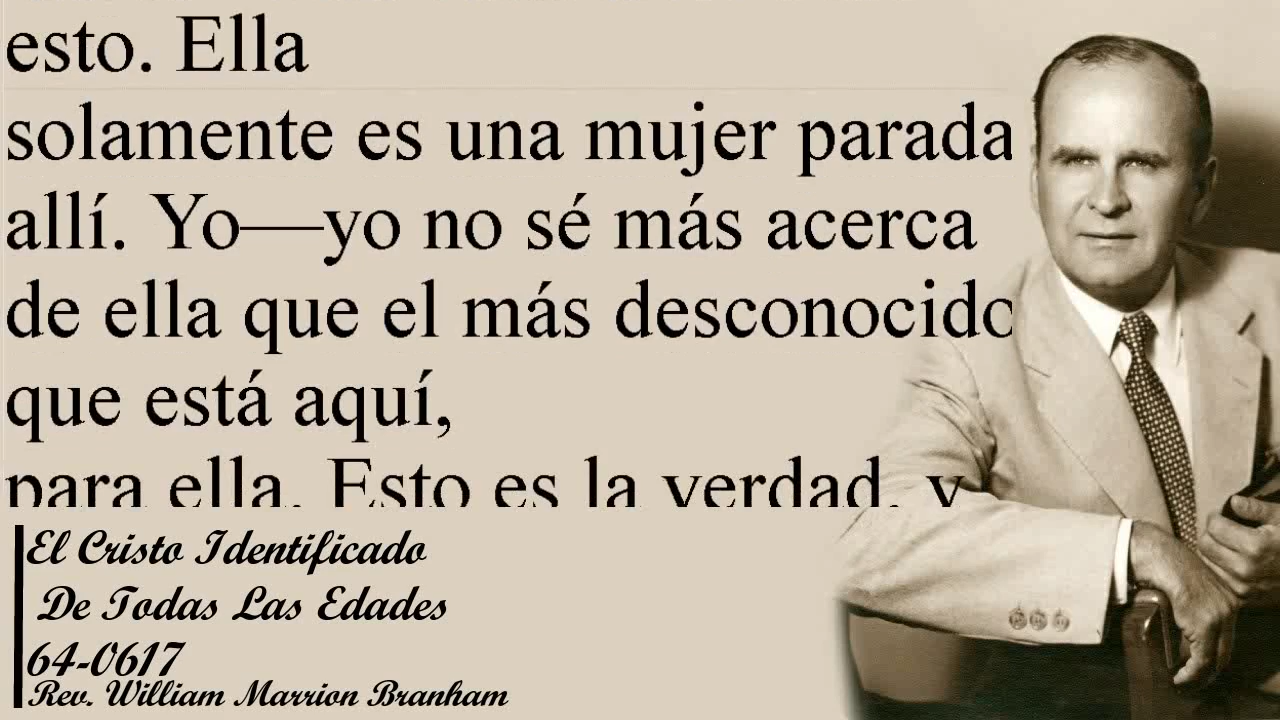 esto. Ella
solamente es una mujer parada
allí. Yo—yo no sé más acerca
de ella que el más desconocido
que está aquí,
para ella. Esto es la verdad, y
El Cristo Identificado
De Todas Las Edades
64-0617
Rev. William Marrion Branham